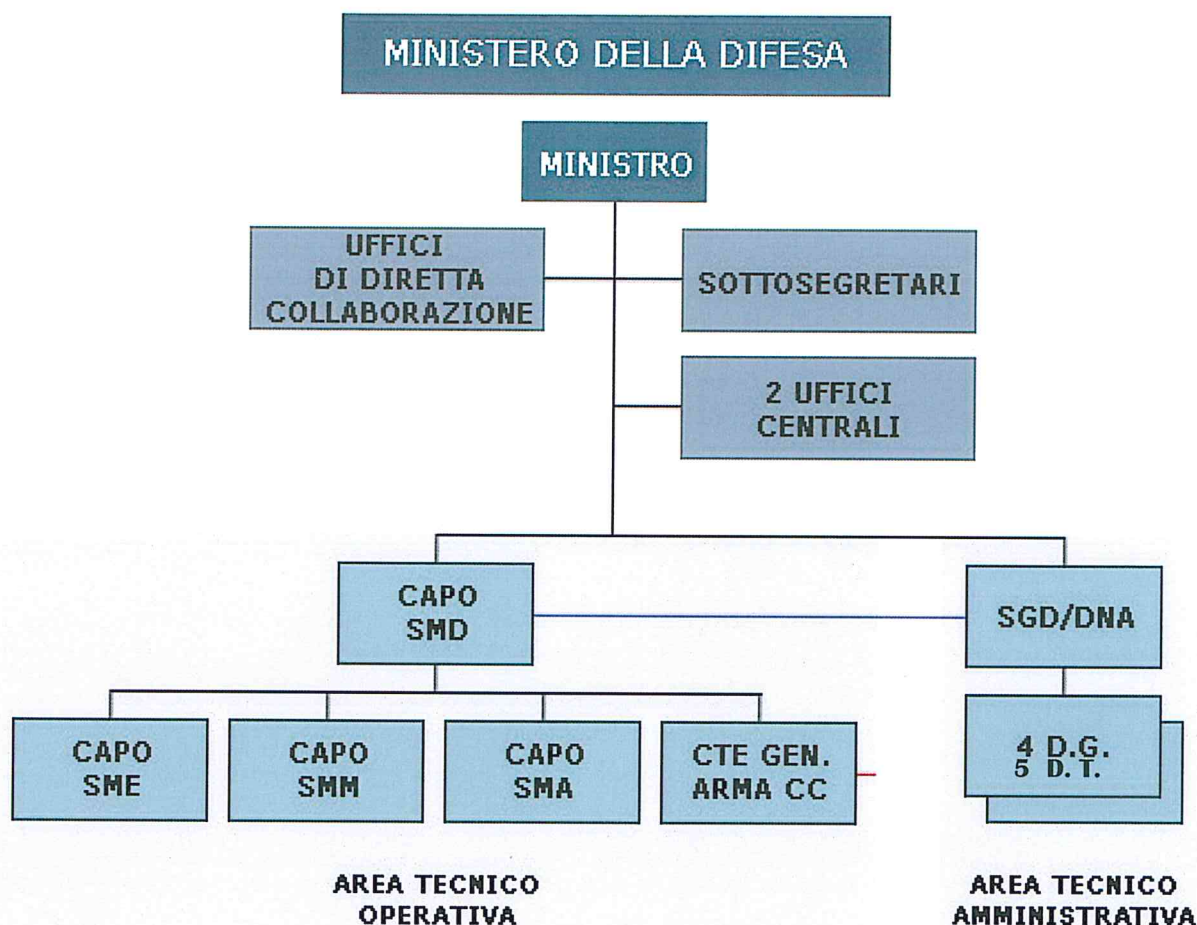 MINISTERO DELLA DIFESA
MINISTRO
UFFICI
DI DIRETTA
COLLABORAZIONE
SOTTOSEGRETARI
2 UFFICI
CENTRALI
CAPO
SMD
SGD/DNA
CAPO
SME
CAPO
SMM
CAPO
SMA
CTE GEN.
ARMA CC
4 D.G.
5 D.T.
AREA TECNICO
OPERATIVA
AREA TECNICO
AMMINISTRATIVA